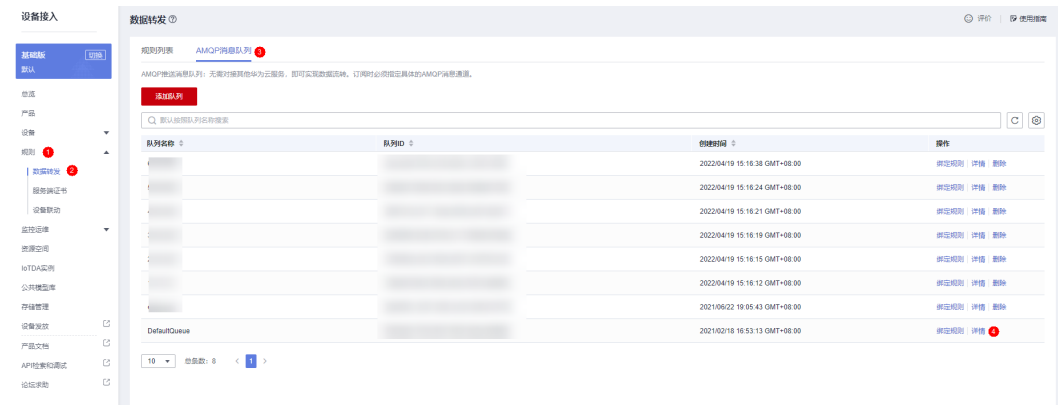 设备接入
基础版 切换
默认
总览
产品
设备
规则 1
数据转发 2
服务端证书
设备联动
监控运维
资源空间
IoTDA实例
公共模型库
存储管理
设备发放
产品文档
API检索和调试
论坛求助
数据转发
评价 使用指南
规则列表 AMQP消息队列 3
AMQP推送消息队列：无需对接其他华为云服务，即可实现数据流转。订阅时必须指定具体的AMQP消息通道。
添加队列
默认按照队列名称搜索
队列名称 队列ID 创建时间 操作
2022/04/19 15:16:38 GMT+08:00 绑定规则 详情 删除
2022/04/19 15:16:24 GMT+08:00 绑定规则 详情 删除
2022/04/19 15:16:21 GMT+08:00 绑定规则 详情 删除
2022/04/19 15:16:19 GMT+08:00 绑定规则 详情 删除
2022/04/19 15:16:15 GMT+08:00 绑定规则 详情 删除
2022/04/19 15:16:12 GMT+08:00 绑定规则 详情 删除
2021/06/22 19:05:43 GMT+08:00 绑定规则 详情 删除
DefaultQueue 2021/02/18 16:53:13 GMT+08:00 绑定规则 详情 4
10 总条数：8 < 1 >